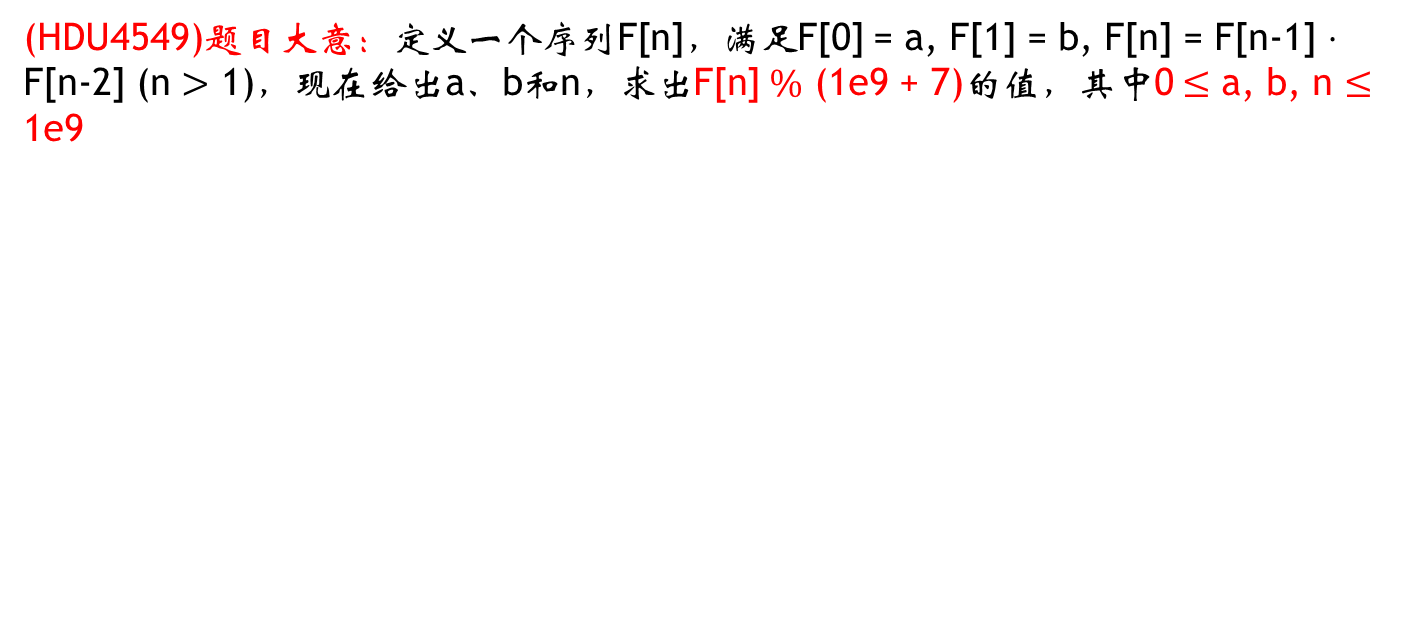 (HDU4549)题目大意：定义一个序列F[n]，满足F[0] = a, F[1] = b, F[n] = F[n-1] ·
F[n-2] (n > 1)，现在给出a、b和n，求出F[n] % (1e9 + 7)的值，其中0 ≤ a, b, n ≤
1e9